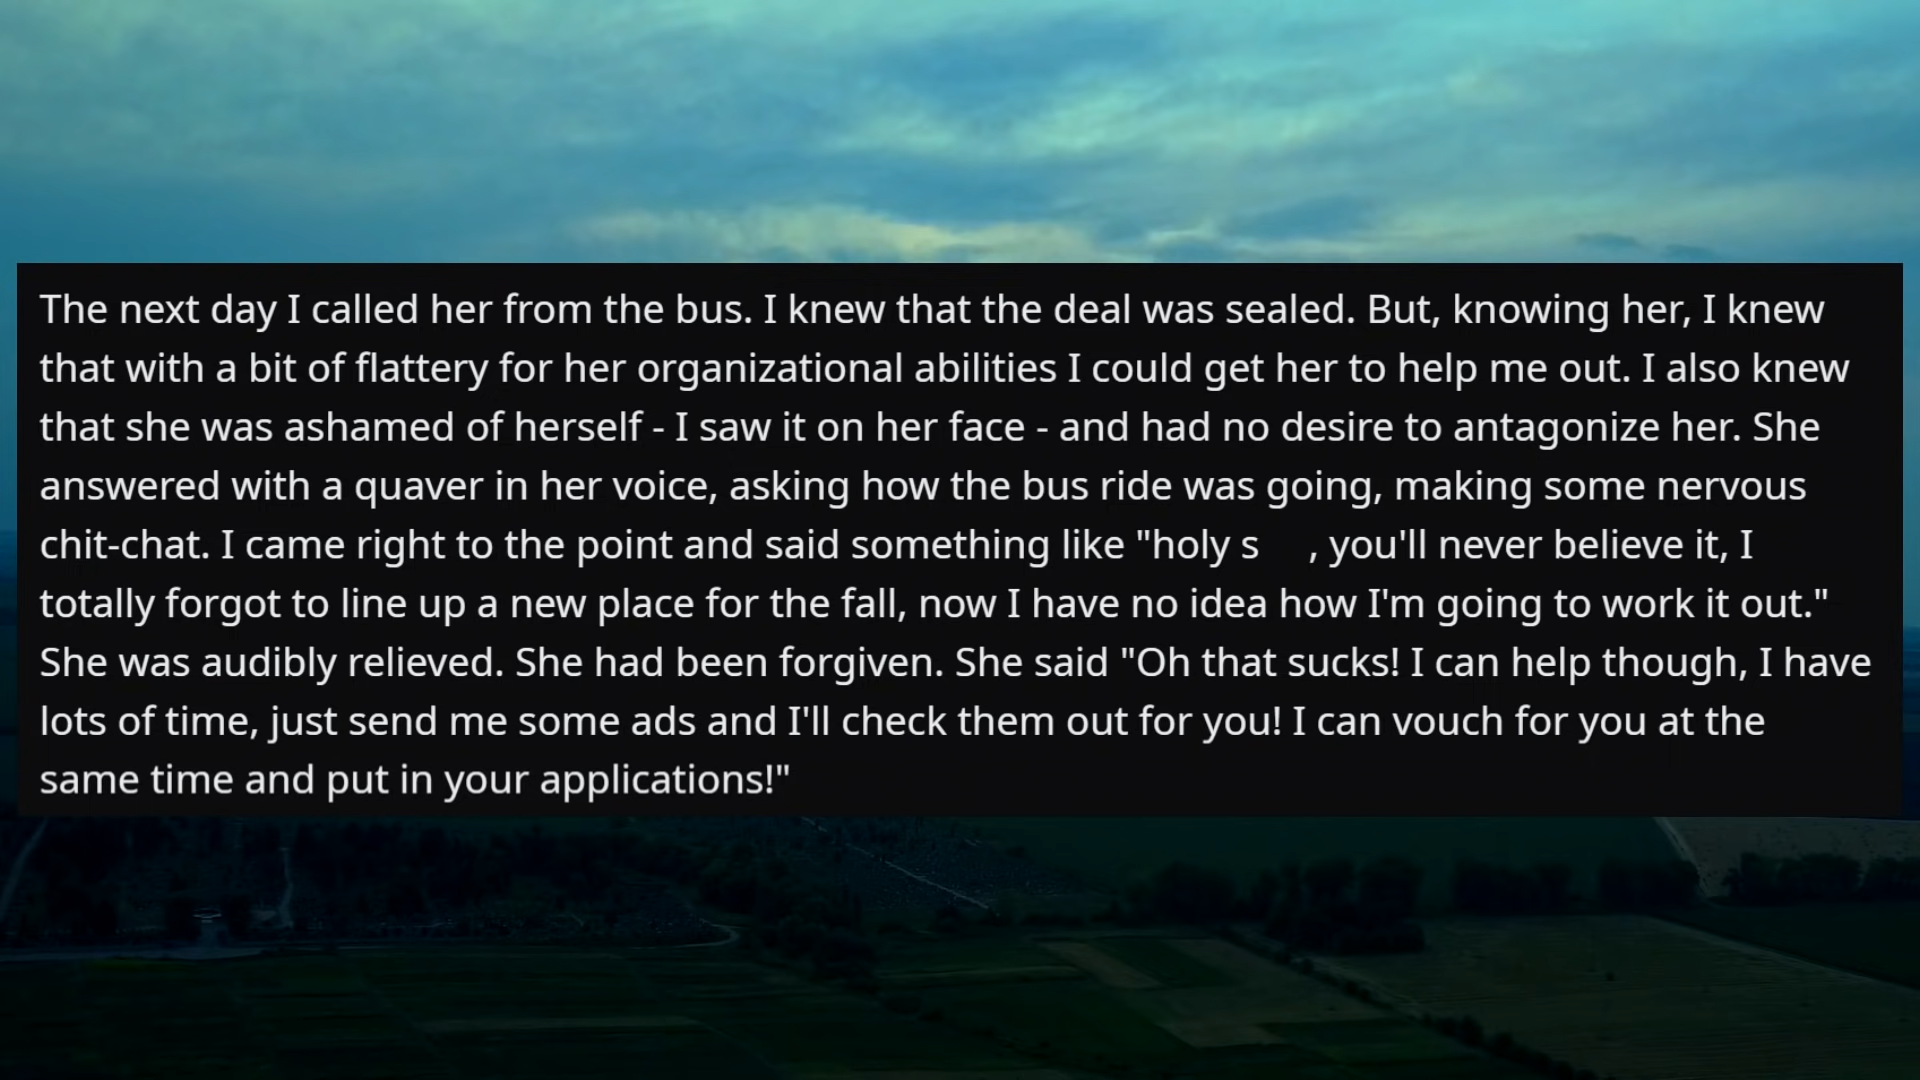 The next day I called her from the bus. I knew that the deal was sealed. But, knowing her, I knew
that with a bit of flattery for her organizational abilities I could get her to help me out. I also knew
that she was ashamed of herself - I saw it on her face - and had no desire to antagonize her. She
answered with a quaver in her voice, asking how the bus ride was going, making some nervous
chit-chat. I came right to the point and said something like "holy s , you'll never believe it, I
totally forgot to line up a new place for the fall, now I have no idea how I'm going to work it out."
She was audibly relieved. She had been forgiven. She said "Oh that sucks! I can help though, I have
lots of time, just send me some ads and I'll check them out for you! I can vouch for you at the
same time and put in your applications!"